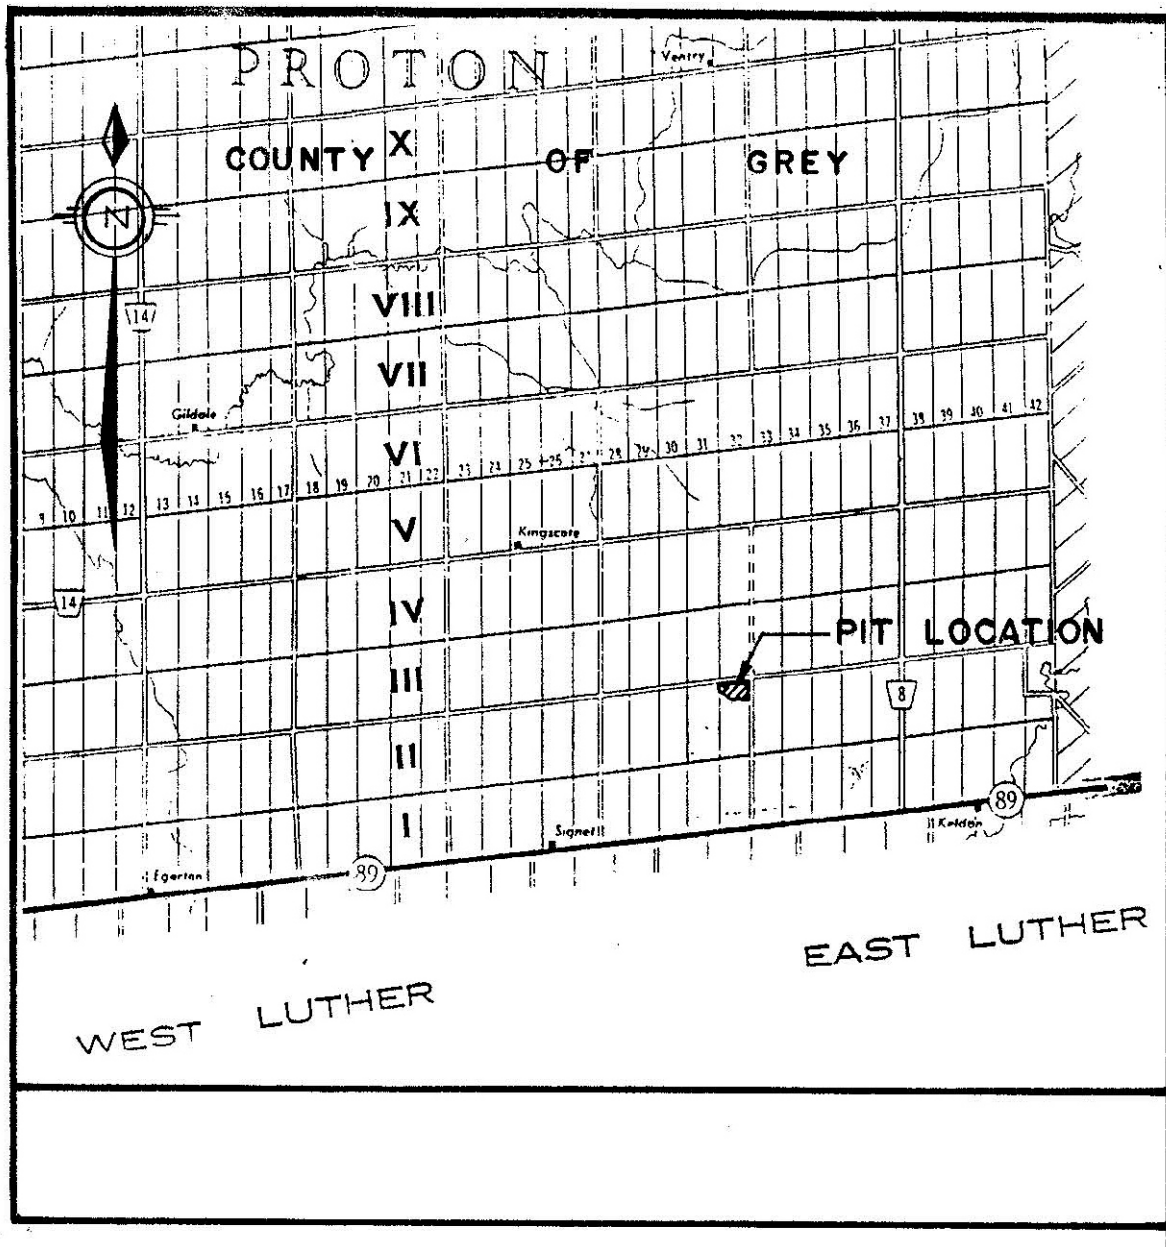 PROTON
Ventry
COUNTY OF GREY
X
N
IX
14
VIII
VII
Gildale
VI
9 10 11 12 13 14 15 16 17 18 19 20 21 22 23 24 25 26 28 29 30 31 32 33 34 35 36 37 38 39 40 41 42
V
Kingscote
14
IV
PIT LOCATION
III
8
II
89
Keldon
I
Signet
Egerton
89
EAST LUTHER
WEST LUTHER